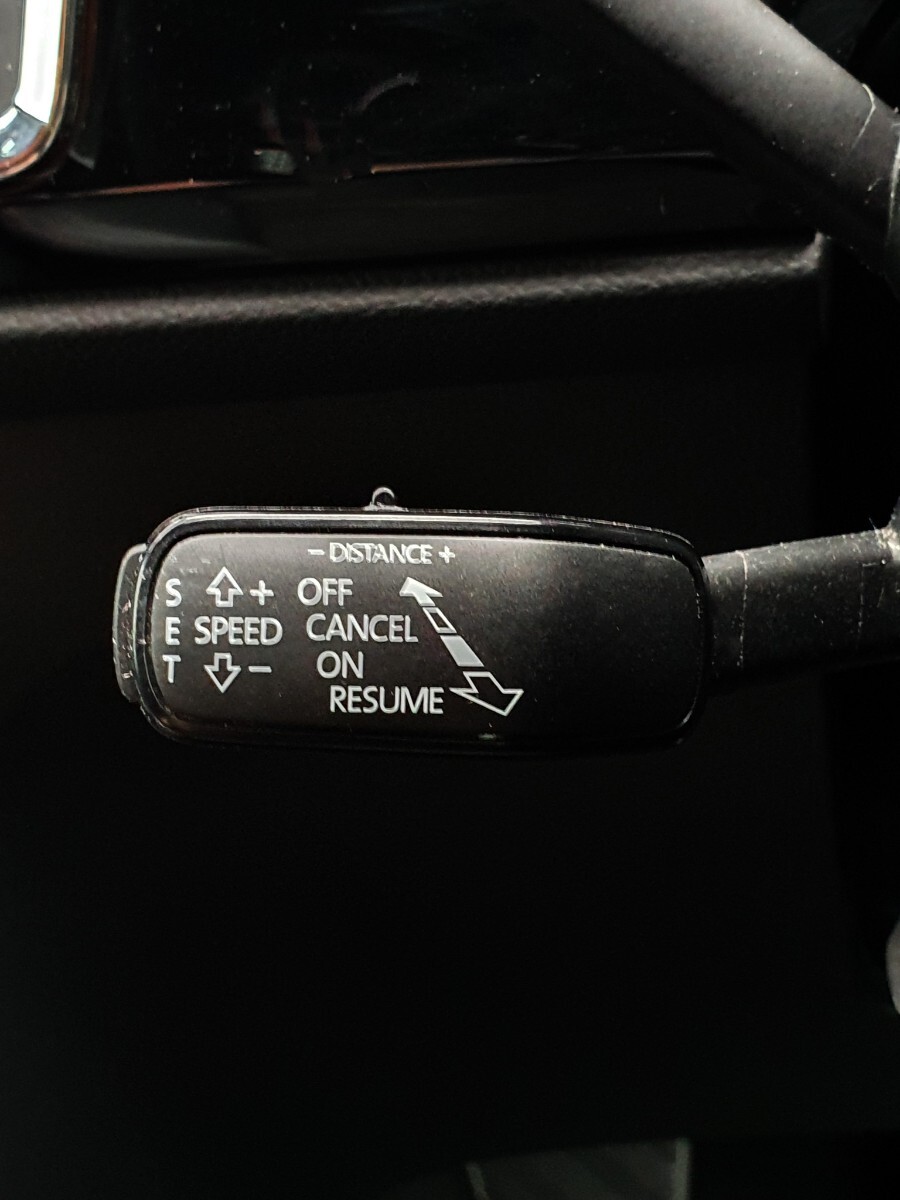 - DISTANCE +
S + OFF
E SPEED CANCEL
T - ON
RESUME